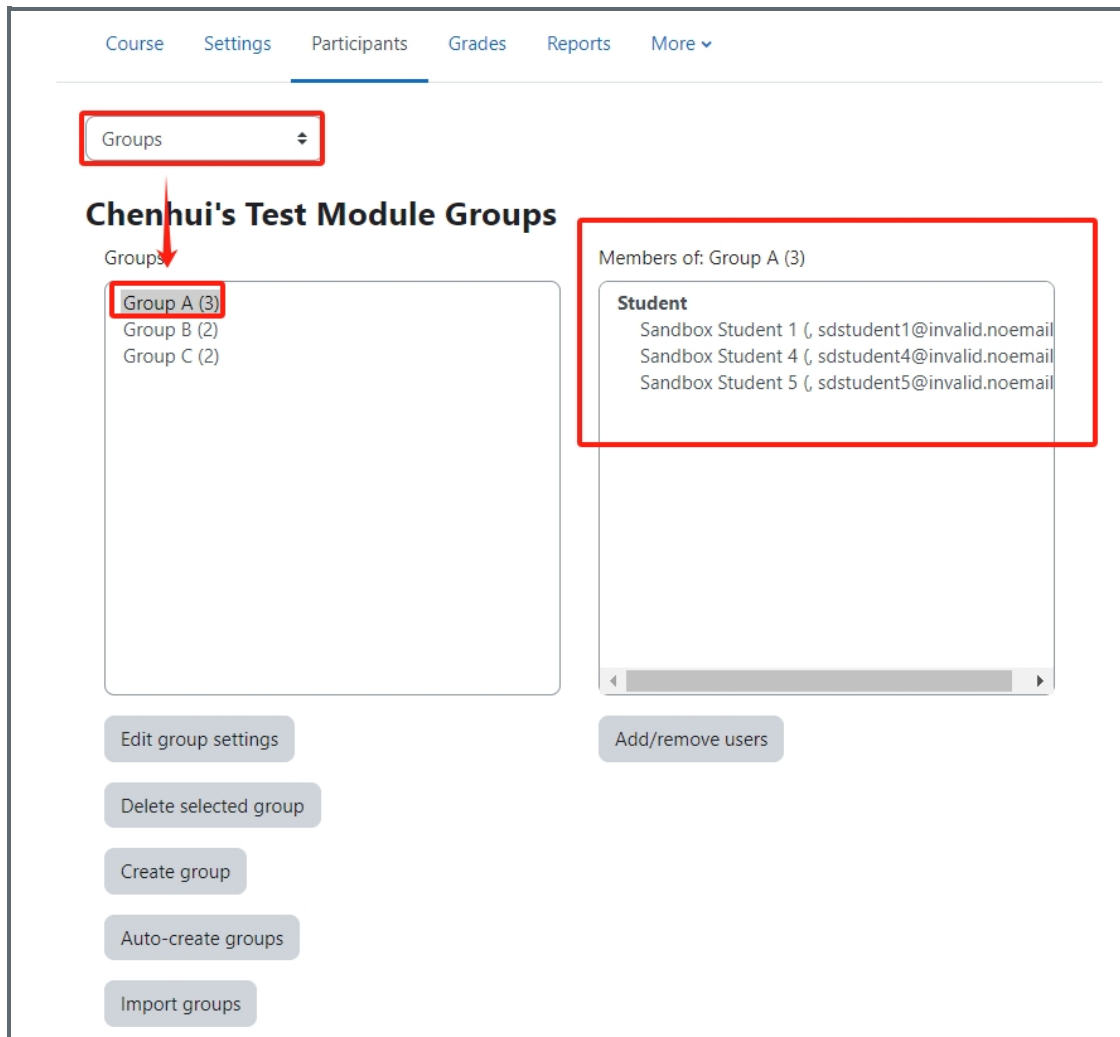 Course Settings Participants Grades Reports More
Groups
Chenhui's Test Module Groups
Groups
Group A (3)
Group B (2)
Group C (2)
Members of: Group A (3)
Student
Sandbox Student 1 (, sdstudent1@invalid.noemail
Sandbox Student 4 (, sdstudent4@invalid.noemail
Sandbox Student 5 (, sdstudent5@invalid.noemail
Edit group settings
Add/remove users
Delete selected group
Create group
Auto-create groups
Import groups